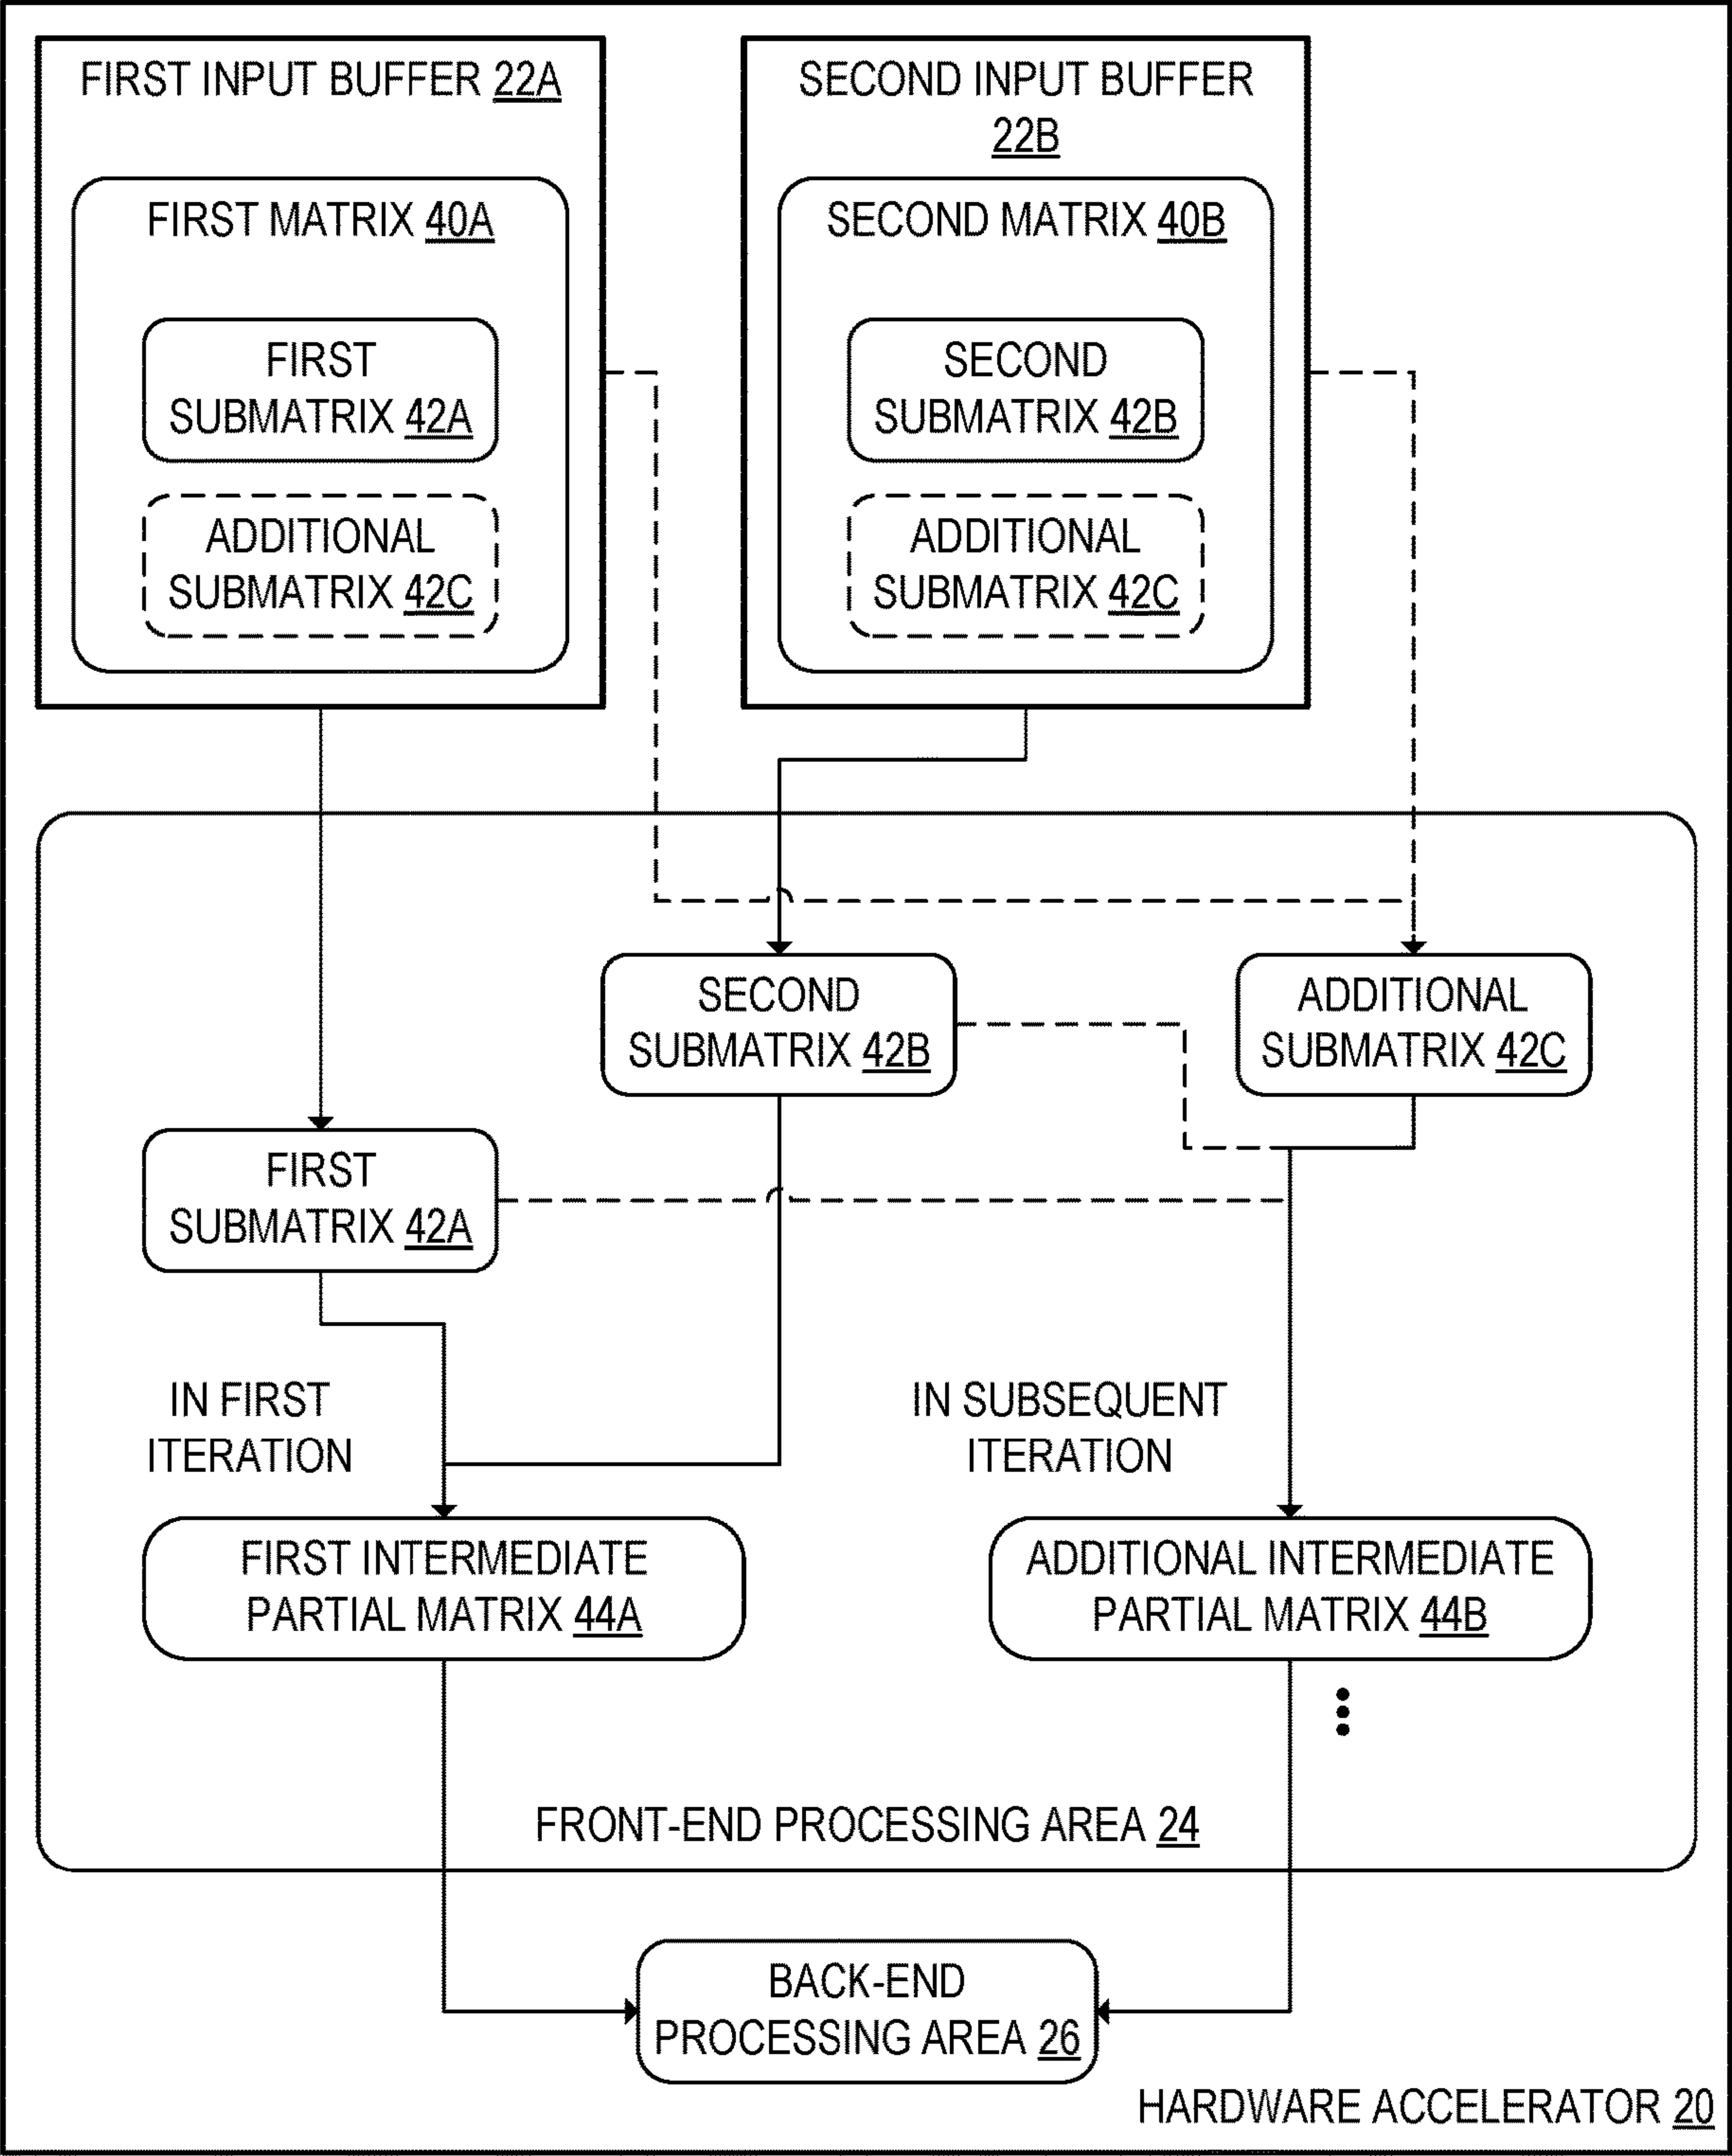 FIRST INPUT BUFFER 22A
FIRST MATRIX 40A
FIRST
SUBMATRIX 42A
ADDITIONAL
SUBMATRIX 42C
SECOND INPUT BUFFER
22B
SECOND MATRIX 40B
SECOND
SUBMATRIX 42B
ADDITIONAL
SUBMATRIX 42C
SECOND
SUBMATRIX 42B
ADDITIONAL
SUBMATRIX 42C
FIRST
SUBMATRIX 42A
IN FIRST
ITERATION
IN SUBSEQUENT
ITERATION
FIRST INTERMEDIATE
PARTIAL MATRIX 44A
ADDITIONAL INTERMEDIATE
PARTIAL MATRIX 44B
FRONT-END PROCESSING AREA 24
BACK-END
PROCESSING AREA 26
HARDWARE ACCELERATOR 20